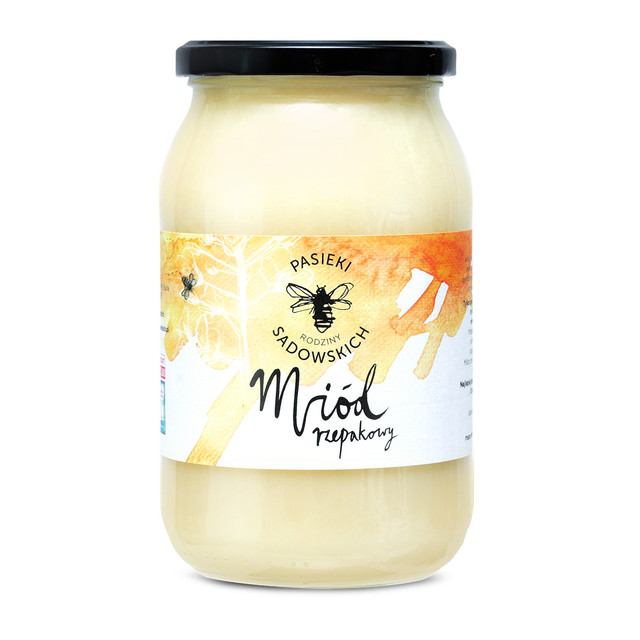 PASIEKI
RODZINY
SADOWSKICH
Miód
rzepakowy